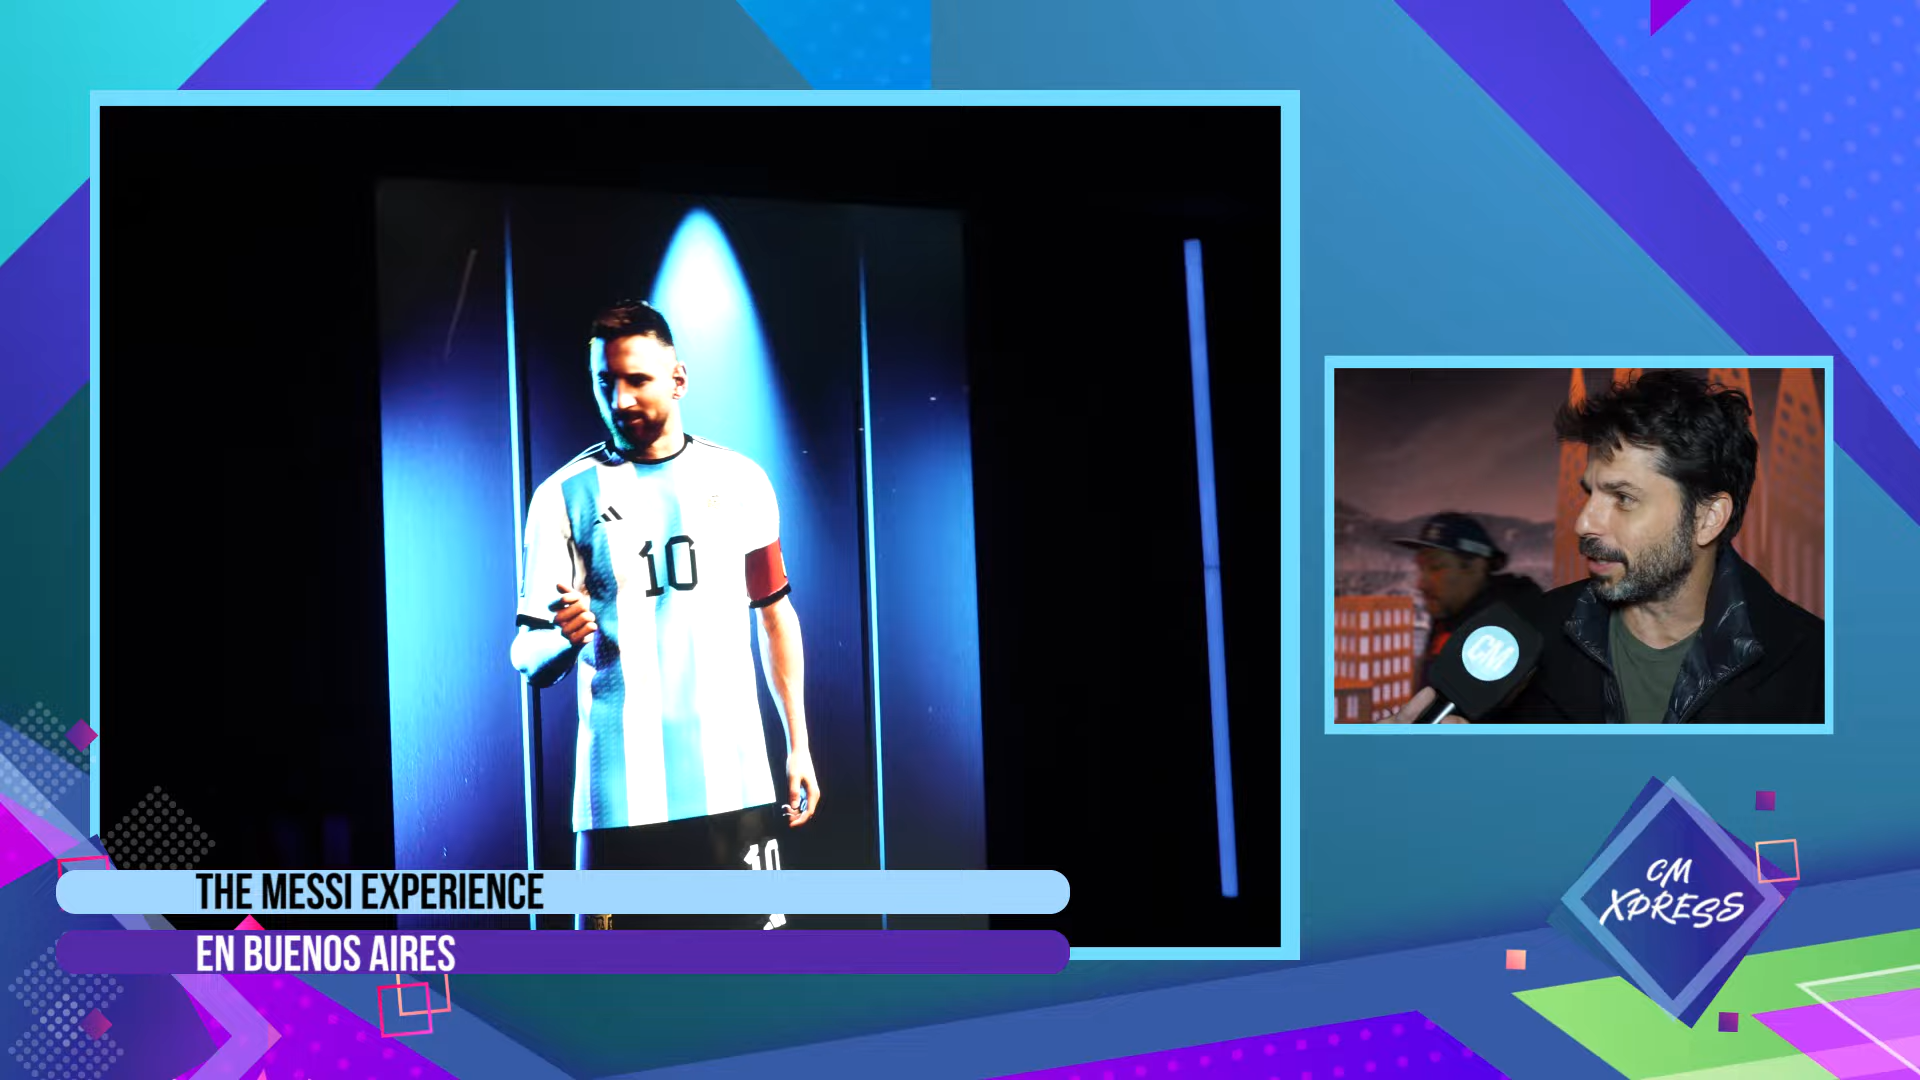 10
10
CM
THE MESSI EXPERIENCE
EN BUENOS AIRES
CM
XPRESS